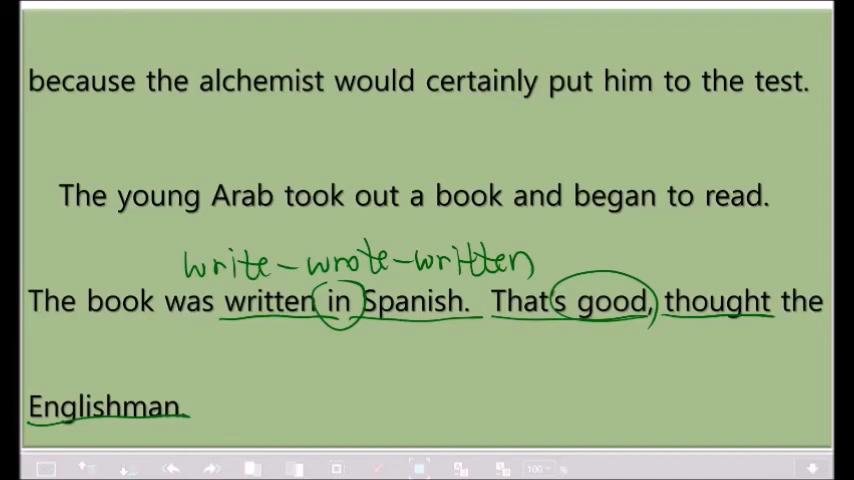 because the alchemist would certainly put him to the test.
The young Arab took out a book and began to read.
write-wrote-written
The book was written in Spanish. That's good, thought the
Englishman.
100 %